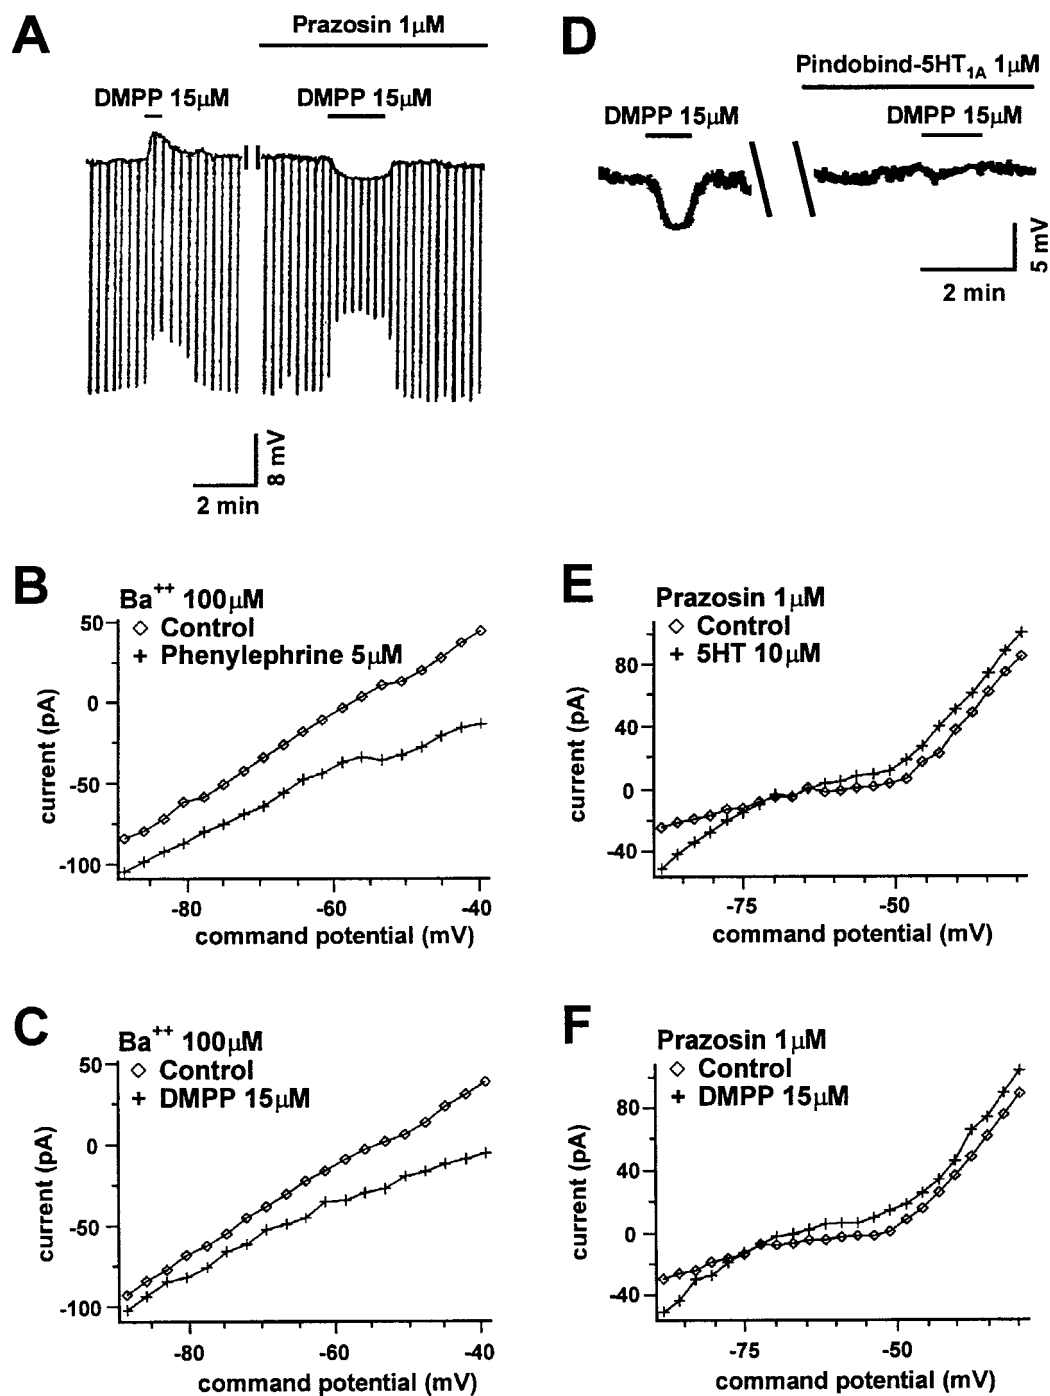 A
Prazosin 1µM
DMPP 15µM
DMPP 15µM
8 mV
2 min
D
Pindobind-5HT1A 1µM
DMPP 15µM
DMPP 15µM
5 mV
2 min
B
Ba++ 100µM
Control
Phenylephrine 5µM
50
0
-50
-100
current (pA)
-80
-60
-40
command potential (mV)
E
Prazosin 1µM
Control
5HT 10µM
80
40
0
-40
current (pA)
-75
-50
command potential (mV)
C
Ba++ 100µM
Control
DMPP 15µM
50
0
-50
-100
current (pA)
-80
-60
-40
command potential (mV)
F
Prazosin 1µM
Control
DMPP 15µM
80
40
0
-40
current (pA)
-75
-50
command potential (mV)